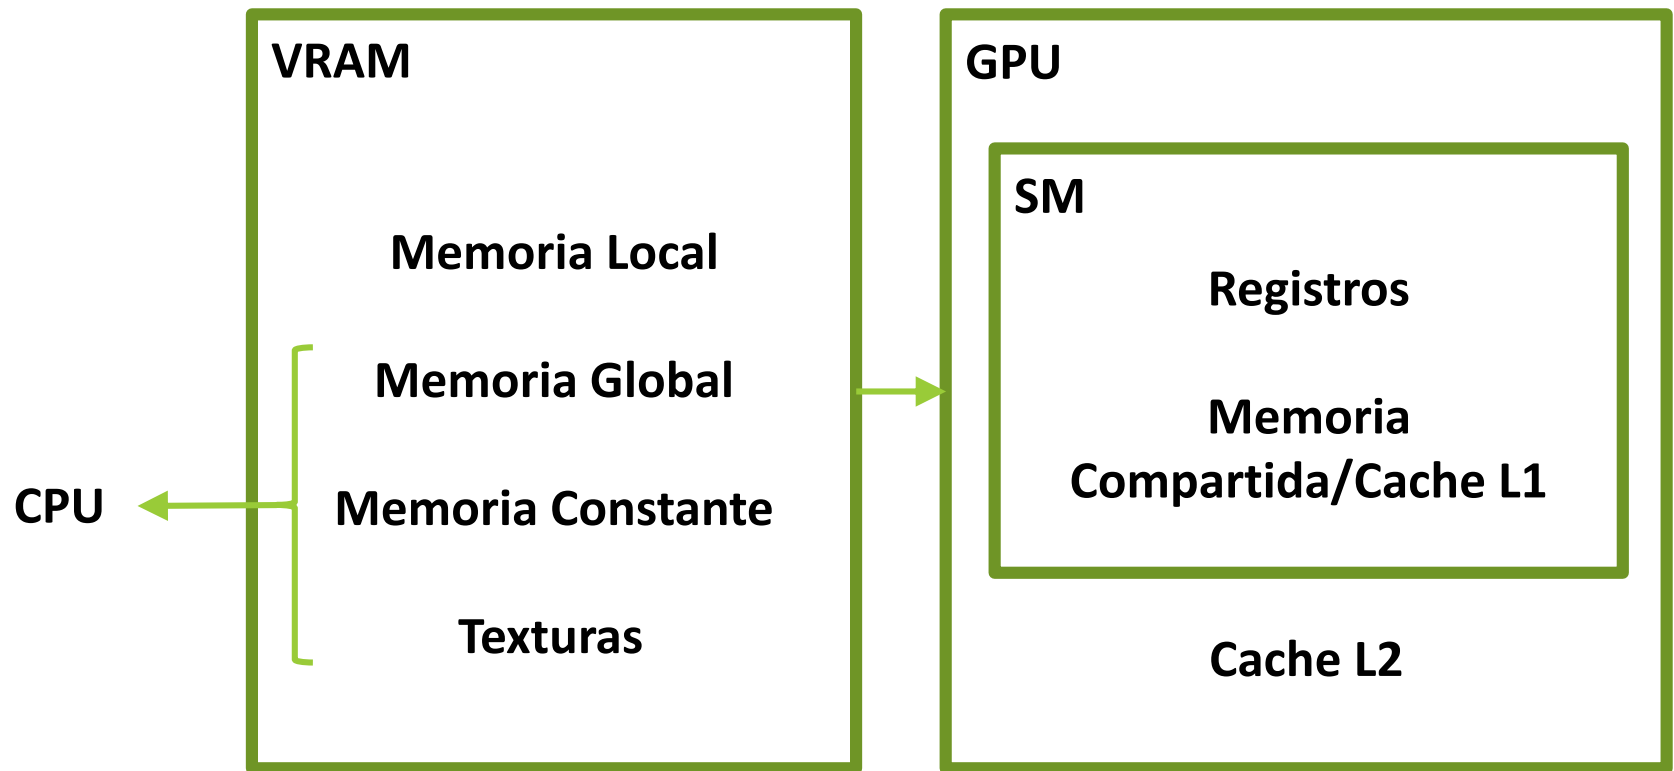 VRAM
Memoria Local
Memoria Global
Memoria Constante
Texturas
CPU
GPU
SM
Registros
Memoria
Compartida/Cache L1
Cache L2